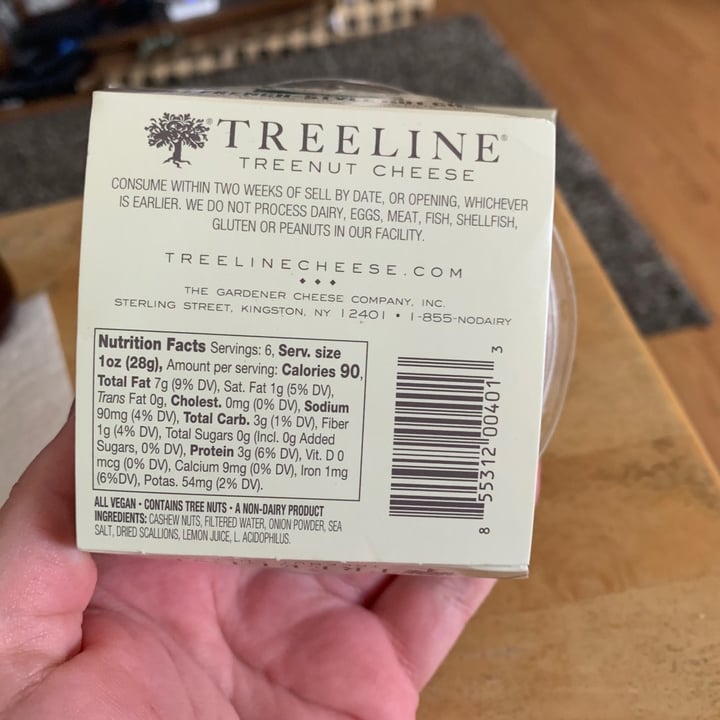 TREELINE®
TREENUT CHEESE
CONSUME WITHIN TWO WEEKS OF SELL BY DATE, OR OPENING, WHICHEVER
IS EARLIER. WE DO NOT PROCESS DAIRY, EGGS, MEAT, FISH, SHELLFISH,
GLUTEN OR PEANUTS IN OUR FACILITY.
TREELINECHEESE.COM
THE GARDENER CHEESE COMPANY, INC.
STERLING STREET, KINGSTON, NY 12401 • 1-855-NODAIRY
Nutrition Facts Servings: 6, Serv. size
1oz (28g), Amount per serving: Calories 90,
Total Fat 7g (9% DV), Sat. Fat 1g (5% DV),
Trans Fat 0g, Cholest. 0mg (0% DV), Sodium
90mg (4% DV), Total Carb. 3g (1% DV), Fiber
1g (4% DV), Total Sugars 0g (Incl. 0g Added
Sugars, 0% DV), Protein 3g (6% DV), Vit. D 0
mcg (0% DV), Calcium 9mg (0% DV), Iron 1mg
(6%DV), Potas. 54mg (2% DV).
ALL VEGAN • CONTAINS TREE NUTS • A NON-DAIRY PRODUCT
INGREDIENTS: CASHEW NUTS, FILTERED WATER, ONION POWDER, SEA
SALT, DRIED SCALLIONS, LEMON JUICE, L. ACIDOPHILUS.
8 55312 00401 3